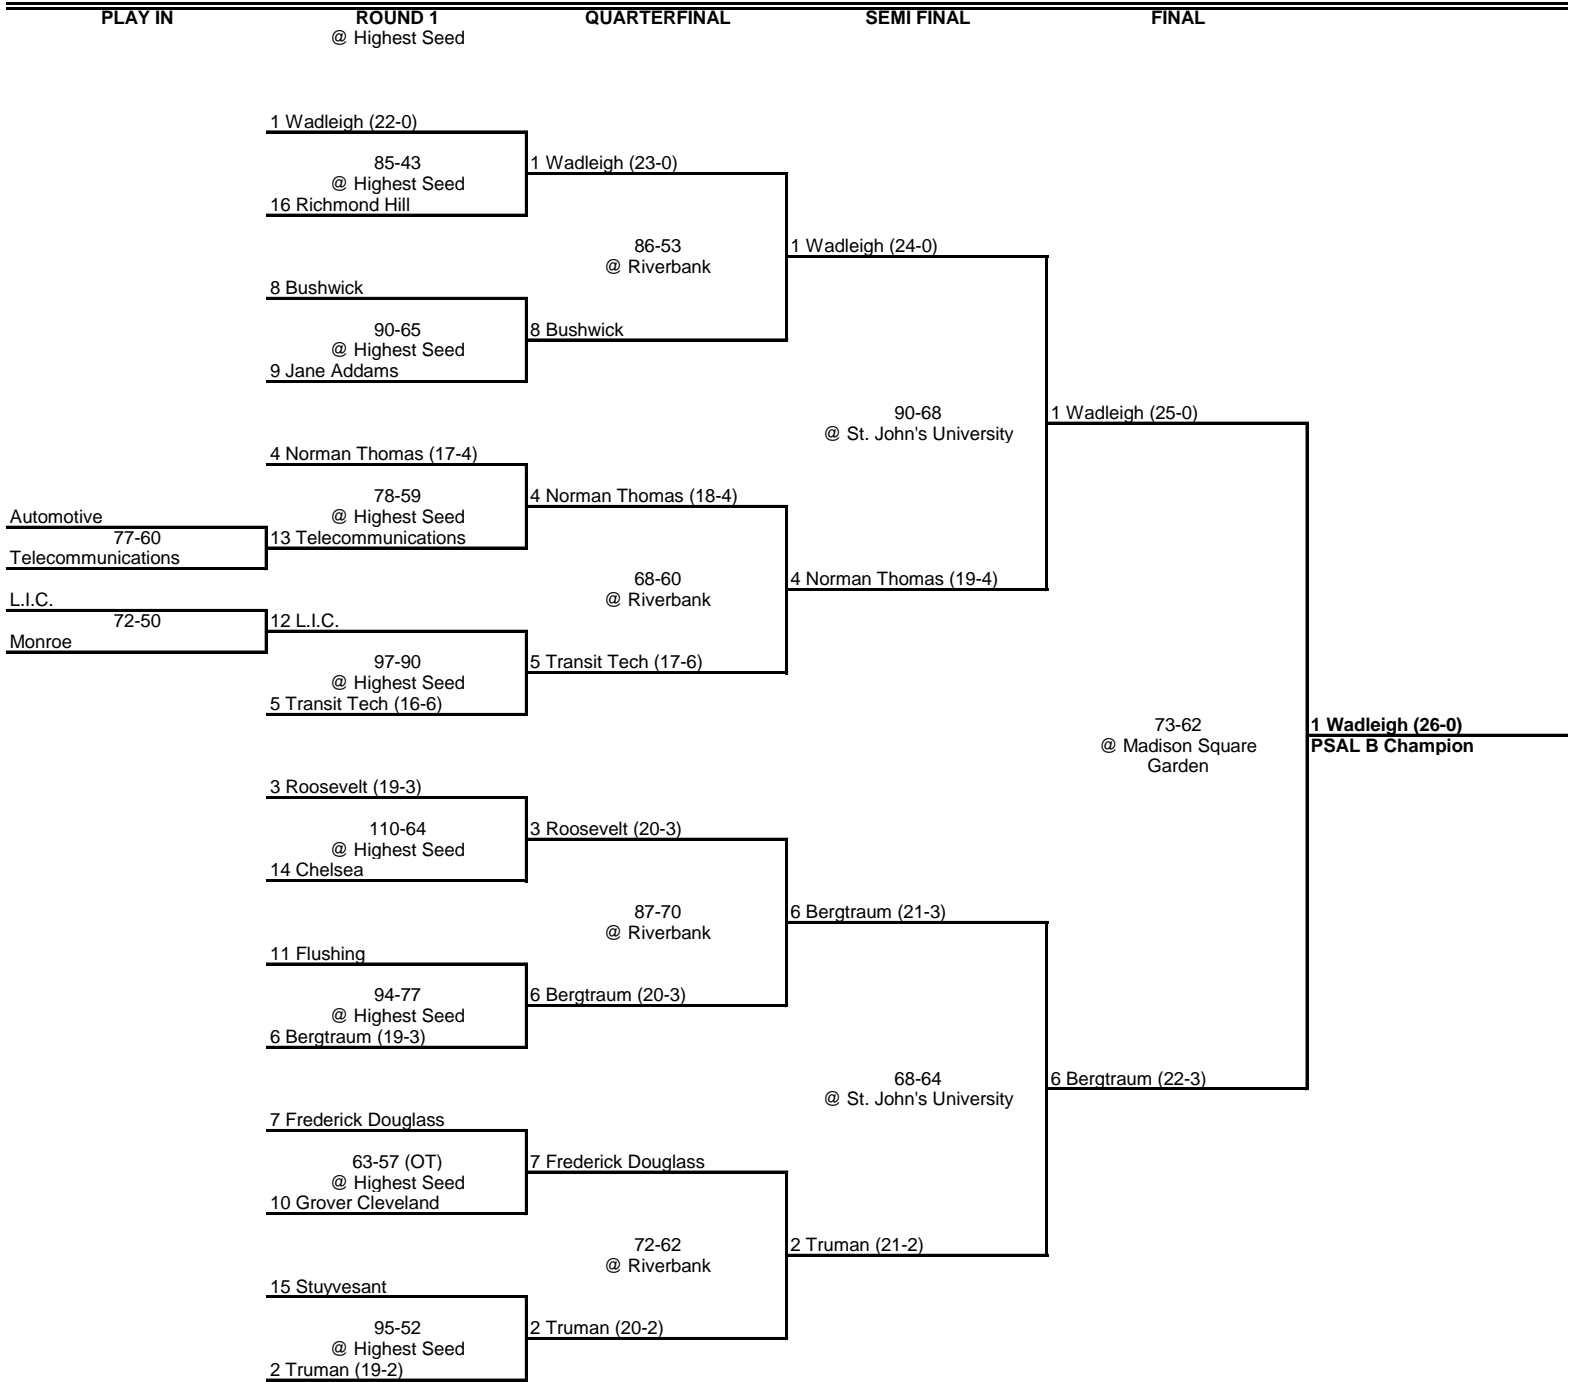 PLAY IN ROUND 1 QUARTERFINAL SEMI FINAL FINAL
@ Highest Seed
1 Wadleigh (22-0)
85-43
@ Highest Seed
16 Richmond Hill
1 Wadleigh (23-0)
86-53
@ Riverbank
1 Wadleigh (24-0)
8 Bushwick
90-65
@ Highest Seed
9 Jane Addams
8 Bushwick
90-68
@ St. John's University
1 Wadleigh (25-0)
4 Norman Thomas (17-4)
78-59
@ Highest Seed
13 Telecommunications
4 Norman Thomas (18-4)
Automotive
77-60
Telecommunications
68-60
@ Riverbank
4 Norman Thomas (19-4)
L.I.C.
72-50
Monroe
12 L.I.C.
97-90
@ Highest Seed
5 Transit Tech (16-6)
5 Transit Tech (17-6)
73-62
@ Madison Square
Garden
1 Wadleigh (26-0)
PSAL B Champion
3 Roosevelt (19-3)
110-64
@ Highest Seed
14 Chelsea
3 Roosevelt (20-3)
87-70
@ Riverbank
6 Bergtraum (21-3)
11 Flushing
94-77
@ Highest Seed
6 Bergtraum (19-3)
6 Bergtraum (20-3)
68-64
@ St. John's University
6 Bergtraum (22-3)
7 Frederick Douglass
63-57 (OT)
@ Highest Seed
10 Grover Cleveland
7 Frederick Douglass
72-62
@ Riverbank
2 Truman (21-2)
15 Stuyvesant
95-52
@ Highest Seed
2 Truman (19-2)
2 Truman (20-2)